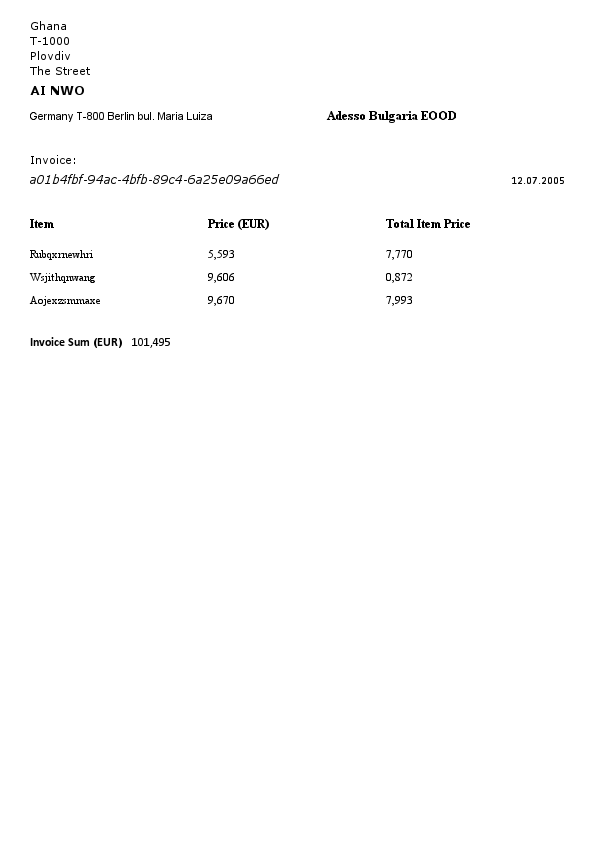 Ghana
T-1000
Plovdiv
The Street
AI NWO
Germany T-800 Berlin bul. Maria Luiza Adesso Bulgaria EOOD
Invoice:
a01b4fbf-94ac-4bfb-89c4-6a25e09a66ed 12.07.2005
Item Price (EUR) Total Item Price
Rubqxrnewhri 5,593 7,770
Wsjithqnwang 9,606 0,872
Aojexzsmmaxe 9,670 7,993
Invoice Sum (EUR) 101,495